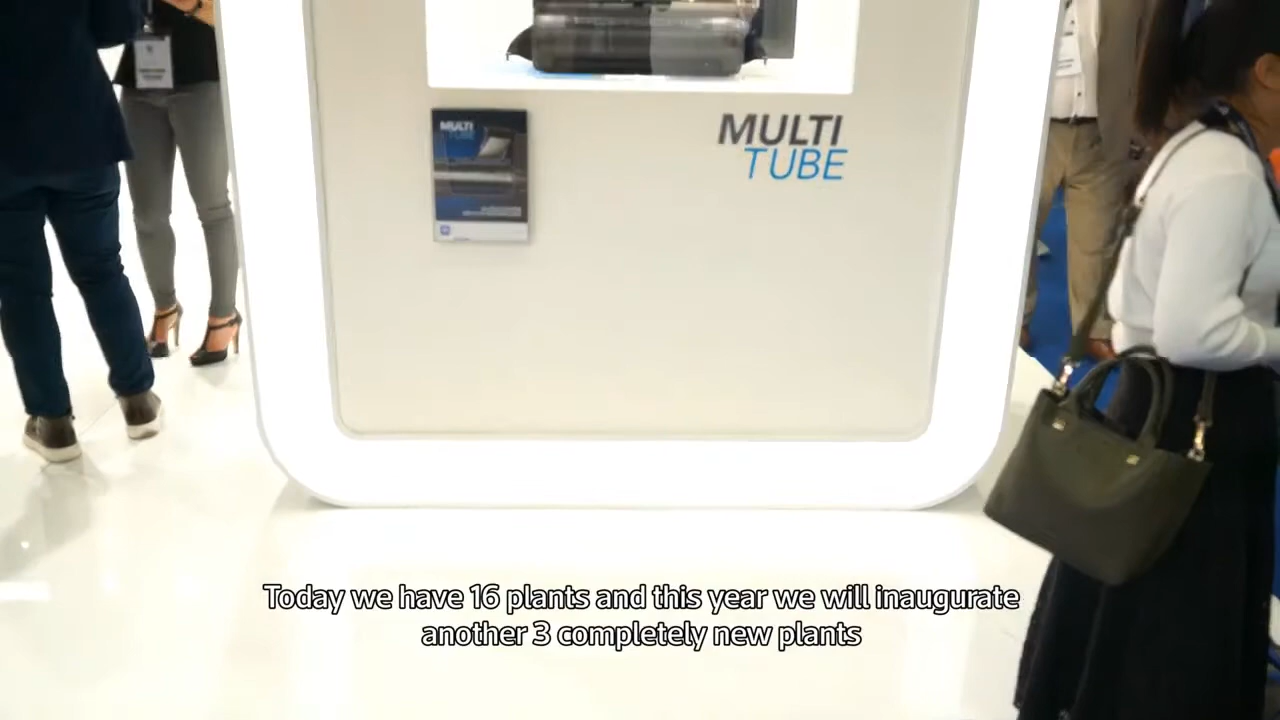 MULTI
TUBE
MULTI
TUBE
Today we have 16 plants and this year we will inaugurate
another 3 completely new plants